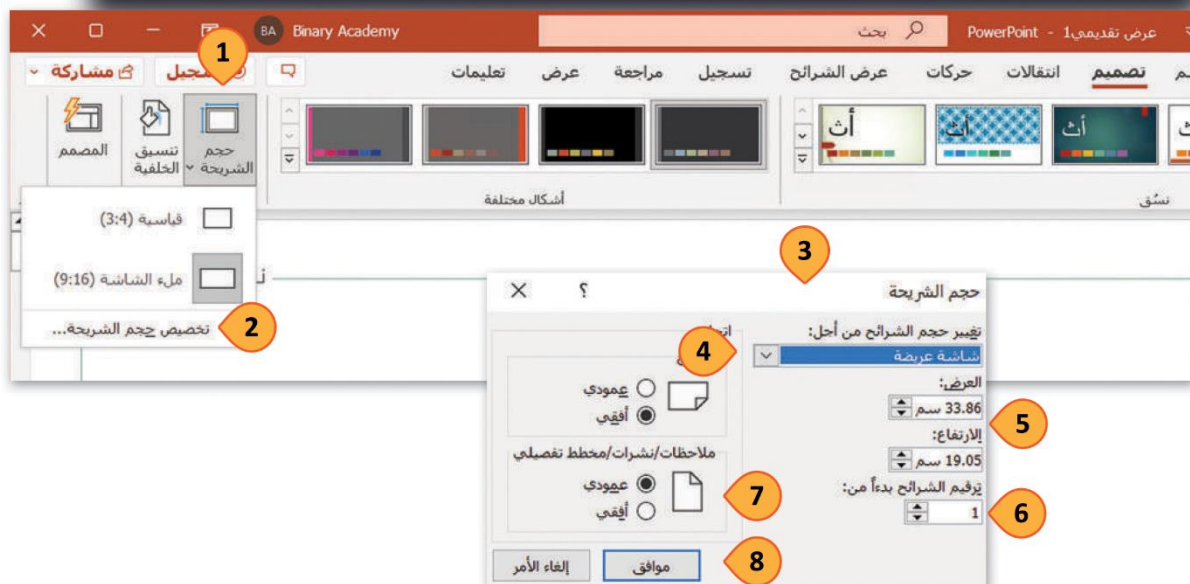 عرض تقديمي1 - PowerPoint
بحث
Binary Academy
BA
تصميم
انتقالات
حركات
عرض الشرائح
تسجيل
مراجعة
عرض
تعليمات
مشاركة
أث
أث
أث
نسُق
أشكال مختلفة
حجم الشريحة
تنسيق الخلفية
المصمم
1
قياسية (3:4)
ملء الشاشة (9:16)
تخصيص حجم الشريحة...
2
3
حجم الشريحة
؟
تغيير حجم الشرائح من أجل:
شاشة عريضة
4
العرض:
33.86 سم
الارتفاع:
19.05 سم
5
ترقيم الشرائح بدءاً من:
1
6
عمودي
أفقي
ملاحظات/نشرات/مخطط تفصيلي
عمودي
أفقي
7
موافق
إلغاء الأمر
8